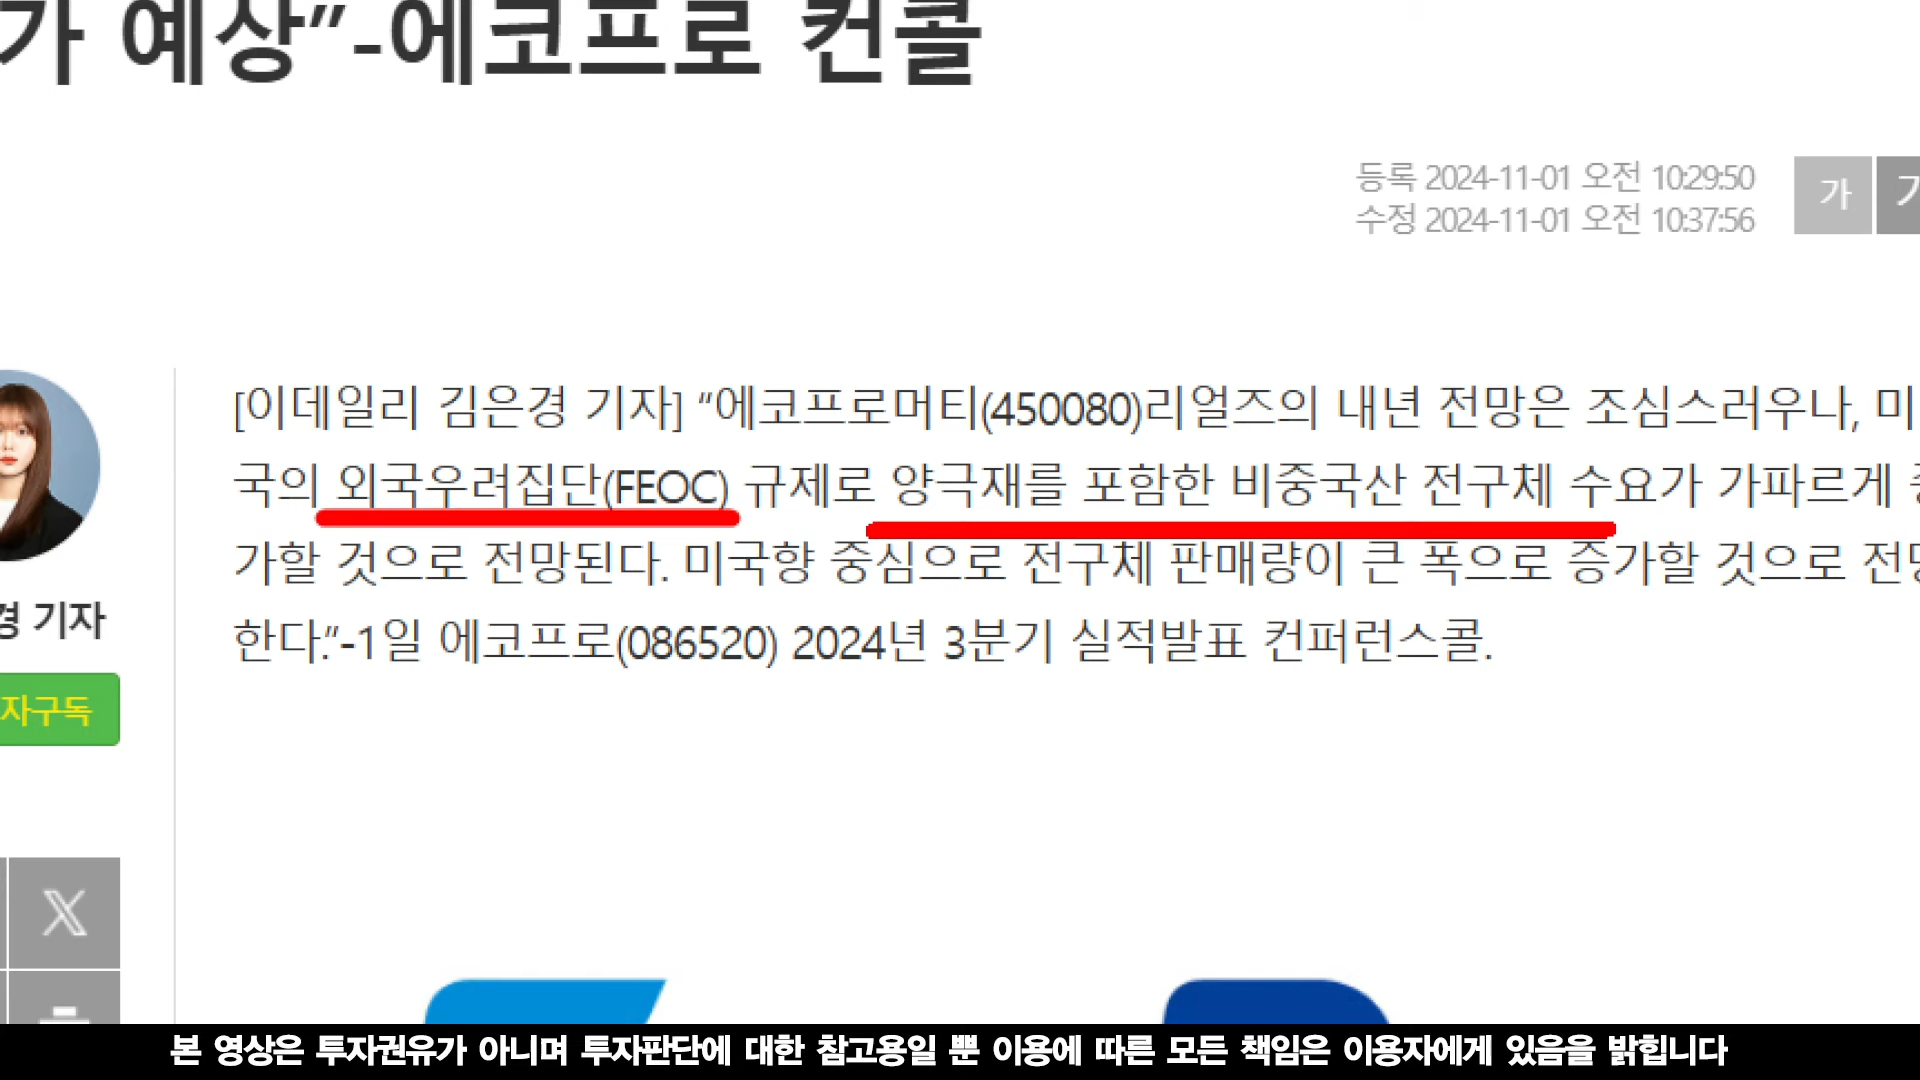 가 예상”-에코프로 컨콜
등록 2024-11-01 오전 10:29:50
수정 2024-11-01 오전 10:37:56
가
[이데일리 김은경 기자] “에코프로머티(450080)리얼즈의 내년 전망은 조심스러우나, 미
국의 외국우려집단(FEOC) 규제로 양극재를 포함한 비중국산 전구체 수요가 가파르게
가할 것으로 전망된다. 미국향 중심으로 전구체 판매량이 큰 폭으로 증가할 것으로 전망
한다.”-1일 에코프로(086520) 2024년 3분기 실적발표 컨퍼런스콜.
경 기자
자구독
X
본 영상은 투자권유가 아니며 투자판단에 대한 참고용일 뿐 이용에 따른 모든 책임은 이용자에게 있음을 밝힙니다